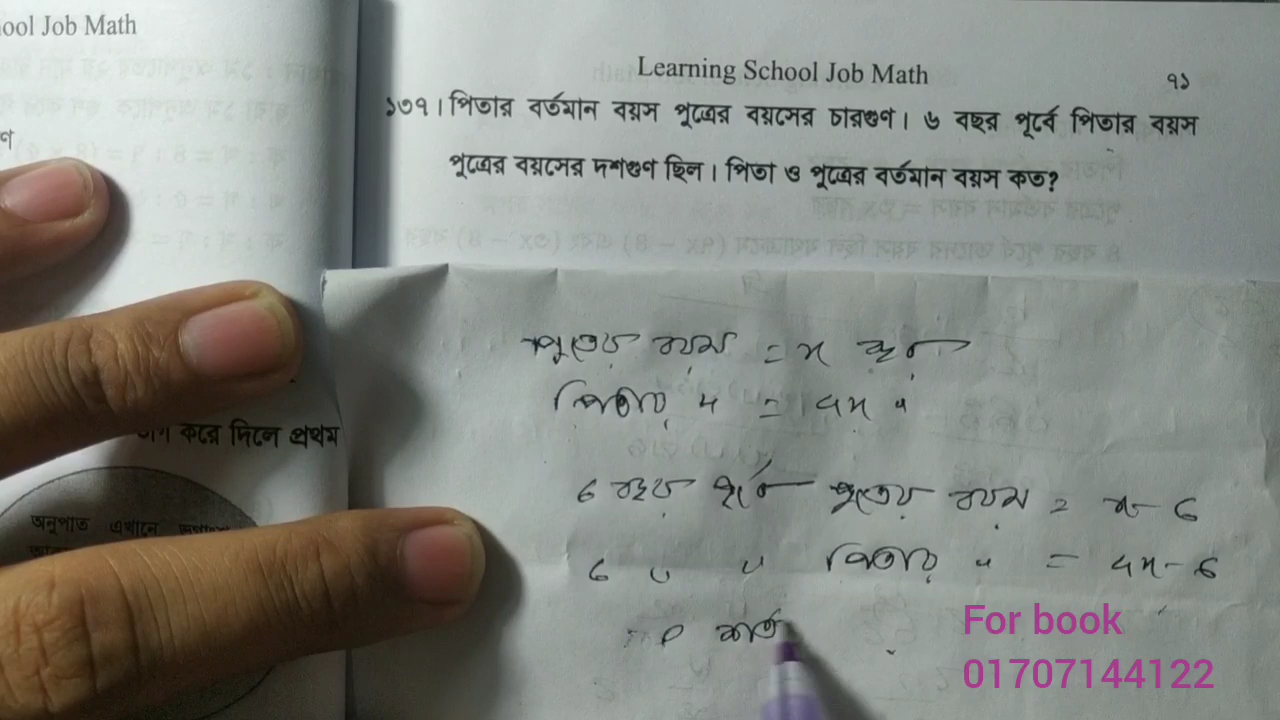 ool Job Math
Learning School Job Math ৭১
১৩৭। পিতার বর্তমান বয়স পুত্রের বয়সের চারগুণ। ৬ বছর পূর্বে পিতার বয়স
পুত্রের বয়সের দশগুণ ছিল। পিতা ও পুত্রের বর্তমান বয়স কত?
ণ
পুত্রের বয়স = x বছর
পিতার " = 4x "
6 বছর পূর্বে পুত্রের বয়স = x - 6
6 " " পিতার " = 4x - 6
করে দিলে প্রথম
অনুপাত এখানে
For book
01707144122